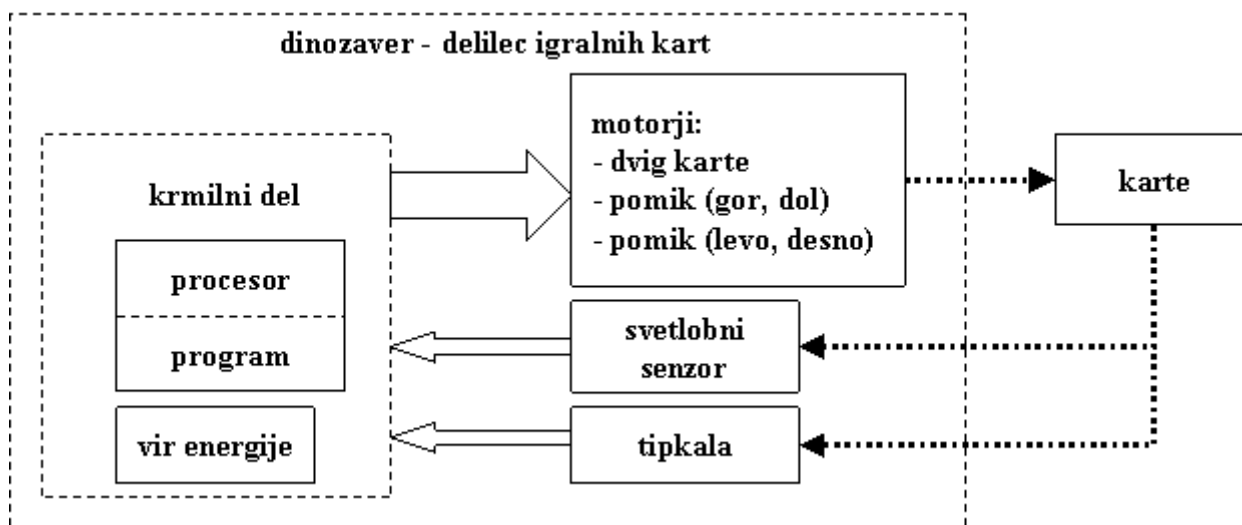 dinozaver - delilec igralnih kart
motorji:
- dvig karte
- pomik (gor, dol)
- pomik (levo, desno)
karte
krmilni del
procesor
program
vir energije
svetlobni
senzor
tipkala